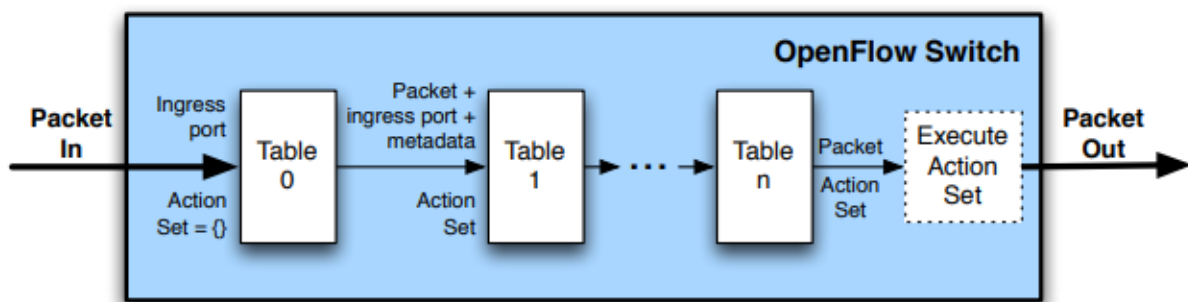 OpenFlow Switch
Packet
In
Ingress
port
Action
Set = {}
Table
0
Packet +
ingress port +
metadata
Action
Set
Table
1
...
Table
n
Packet
Action
Set
Execute
Action
Set
Packet
Out